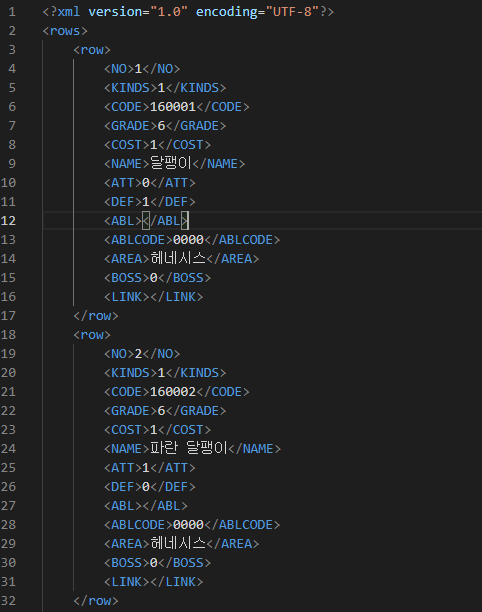 1 <?xml version="1.0" encoding="UTF-8"?>
2 <rows>
3 <row>
4 <NO>1</NO>
5 <KINDS>1</KINDS>
6 <CODE>160001</CODE>
7 <GRADE>6</GRADE>
8 <COST>1</COST>
9 <NAME>달팽이</NAME>
10 <ATT>0</ATT>
11 <DEF>1</DEF>
12 <ABL></ABL>
13 <ABLCODE>0000</ABLCODE>
14 <AREA>헤네시스</AREA>
15 <BOSS>0</BOSS>
16 <LINK></LINK>
17 </row>
18 <row>
19 <NO>2</NO>
20 <KINDS>1</KINDS>
21 <CODE>160002</CODE>
22 <GRADE>6</GRADE>
23 <COST>1</COST>
24 <NAME>파란 달팽이</NAME>
25 <ATT>1</ATT>
26 <DEF>0</DEF>
27 <ABL></ABL>
28 <ABLCODE>0000</ABLCODE>
29 <AREA>헤네시스</AREA>
30 <BOSS>0</BOSS>
31 <LINK></LINK>
32 </row>